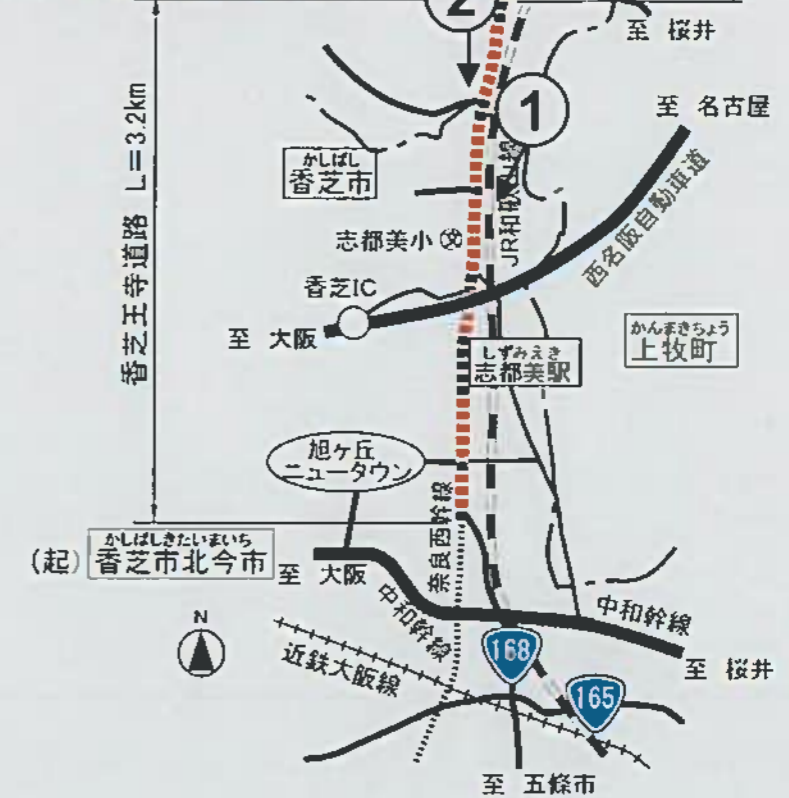 2
至 桜井
1
至 名古屋
かしばし
香芝市
JR和歌山線
西名阪自動車道
志都美小
香芝IC
至 大阪
香芝王寺道路 L=3.2km
かんまきちょう
上牧町
しずみえき
志都美駅
旭ヶ丘
ニュータウン
奈良西幹線
かしばしきたいまいち
(起) 香芝市北今市
至 大阪
中和幹線
中和幹線
N
近鉄大阪線
168
至 桜井
165
至 五條市